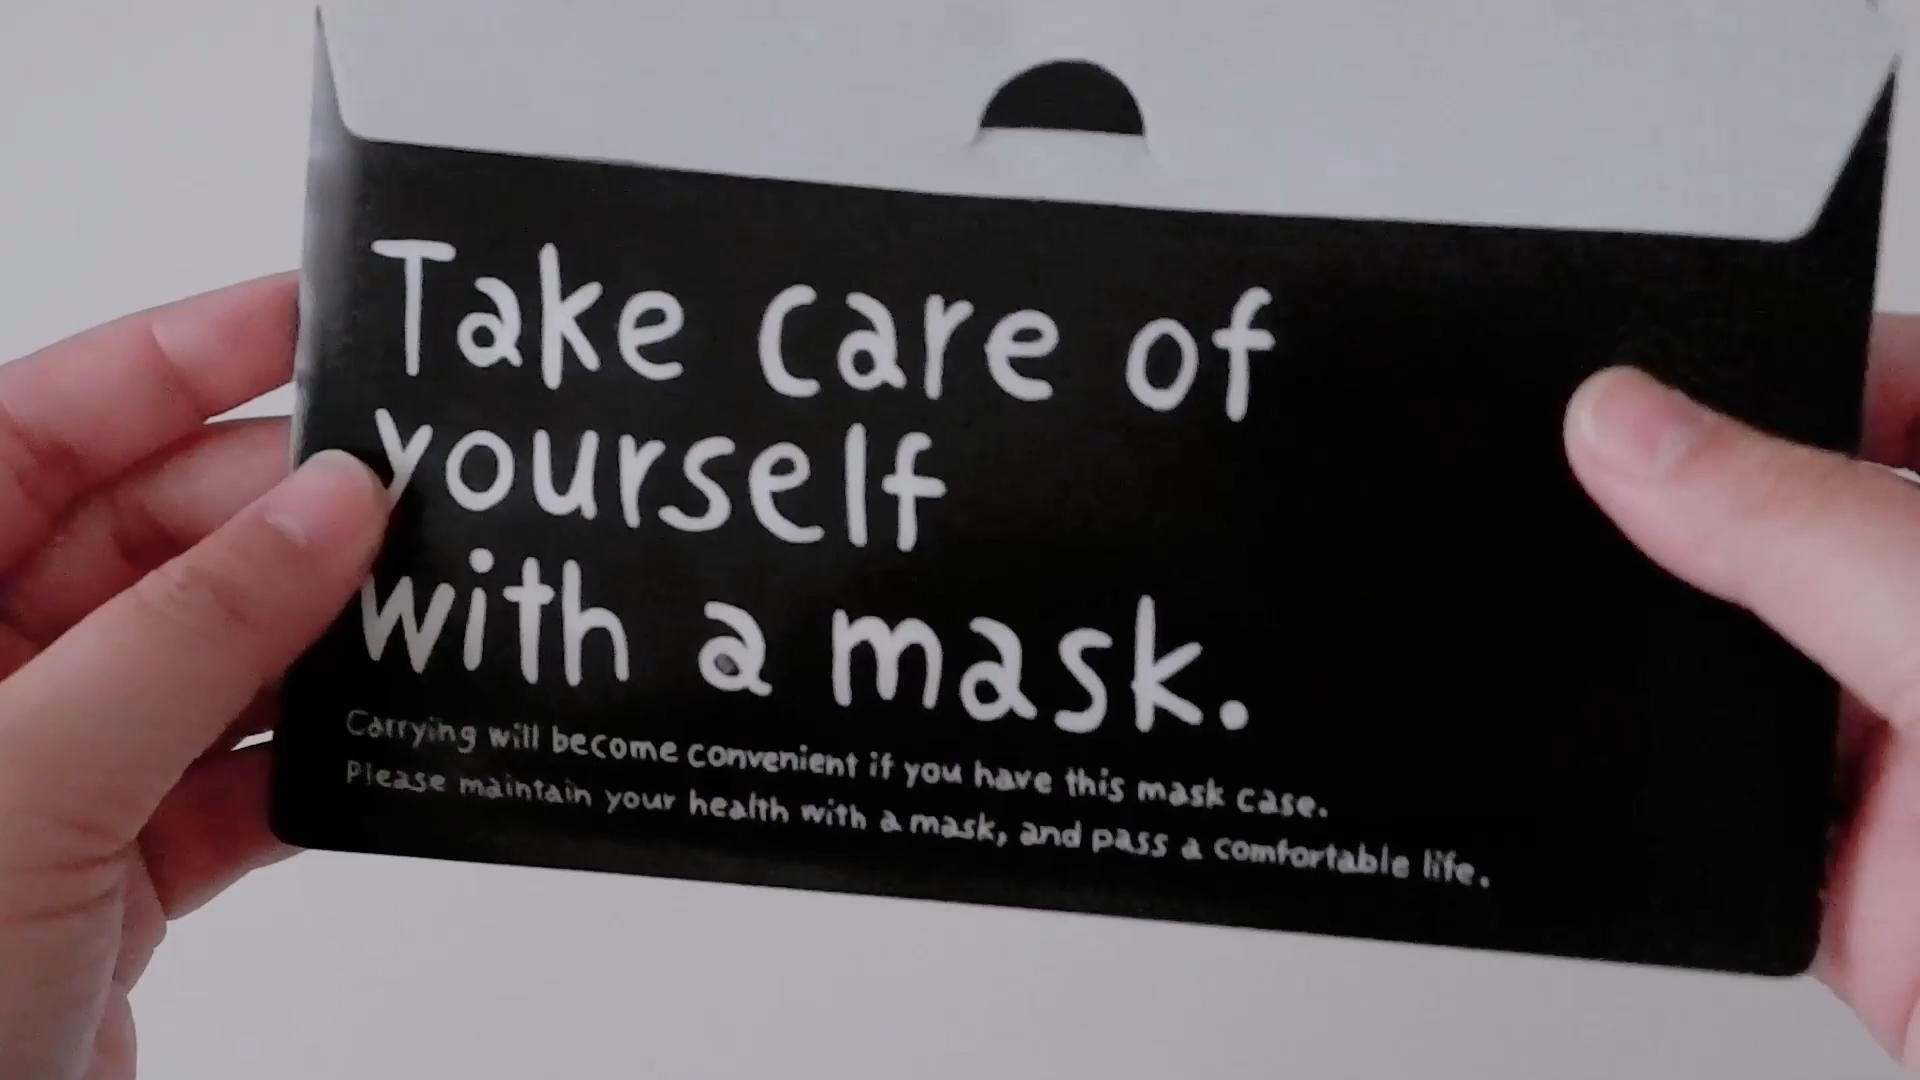 Take care of
yourself
with a mask.
Carrying will become convenient if you have this mask case.
Please maintain your health with a mask, and pass a comfortable life.